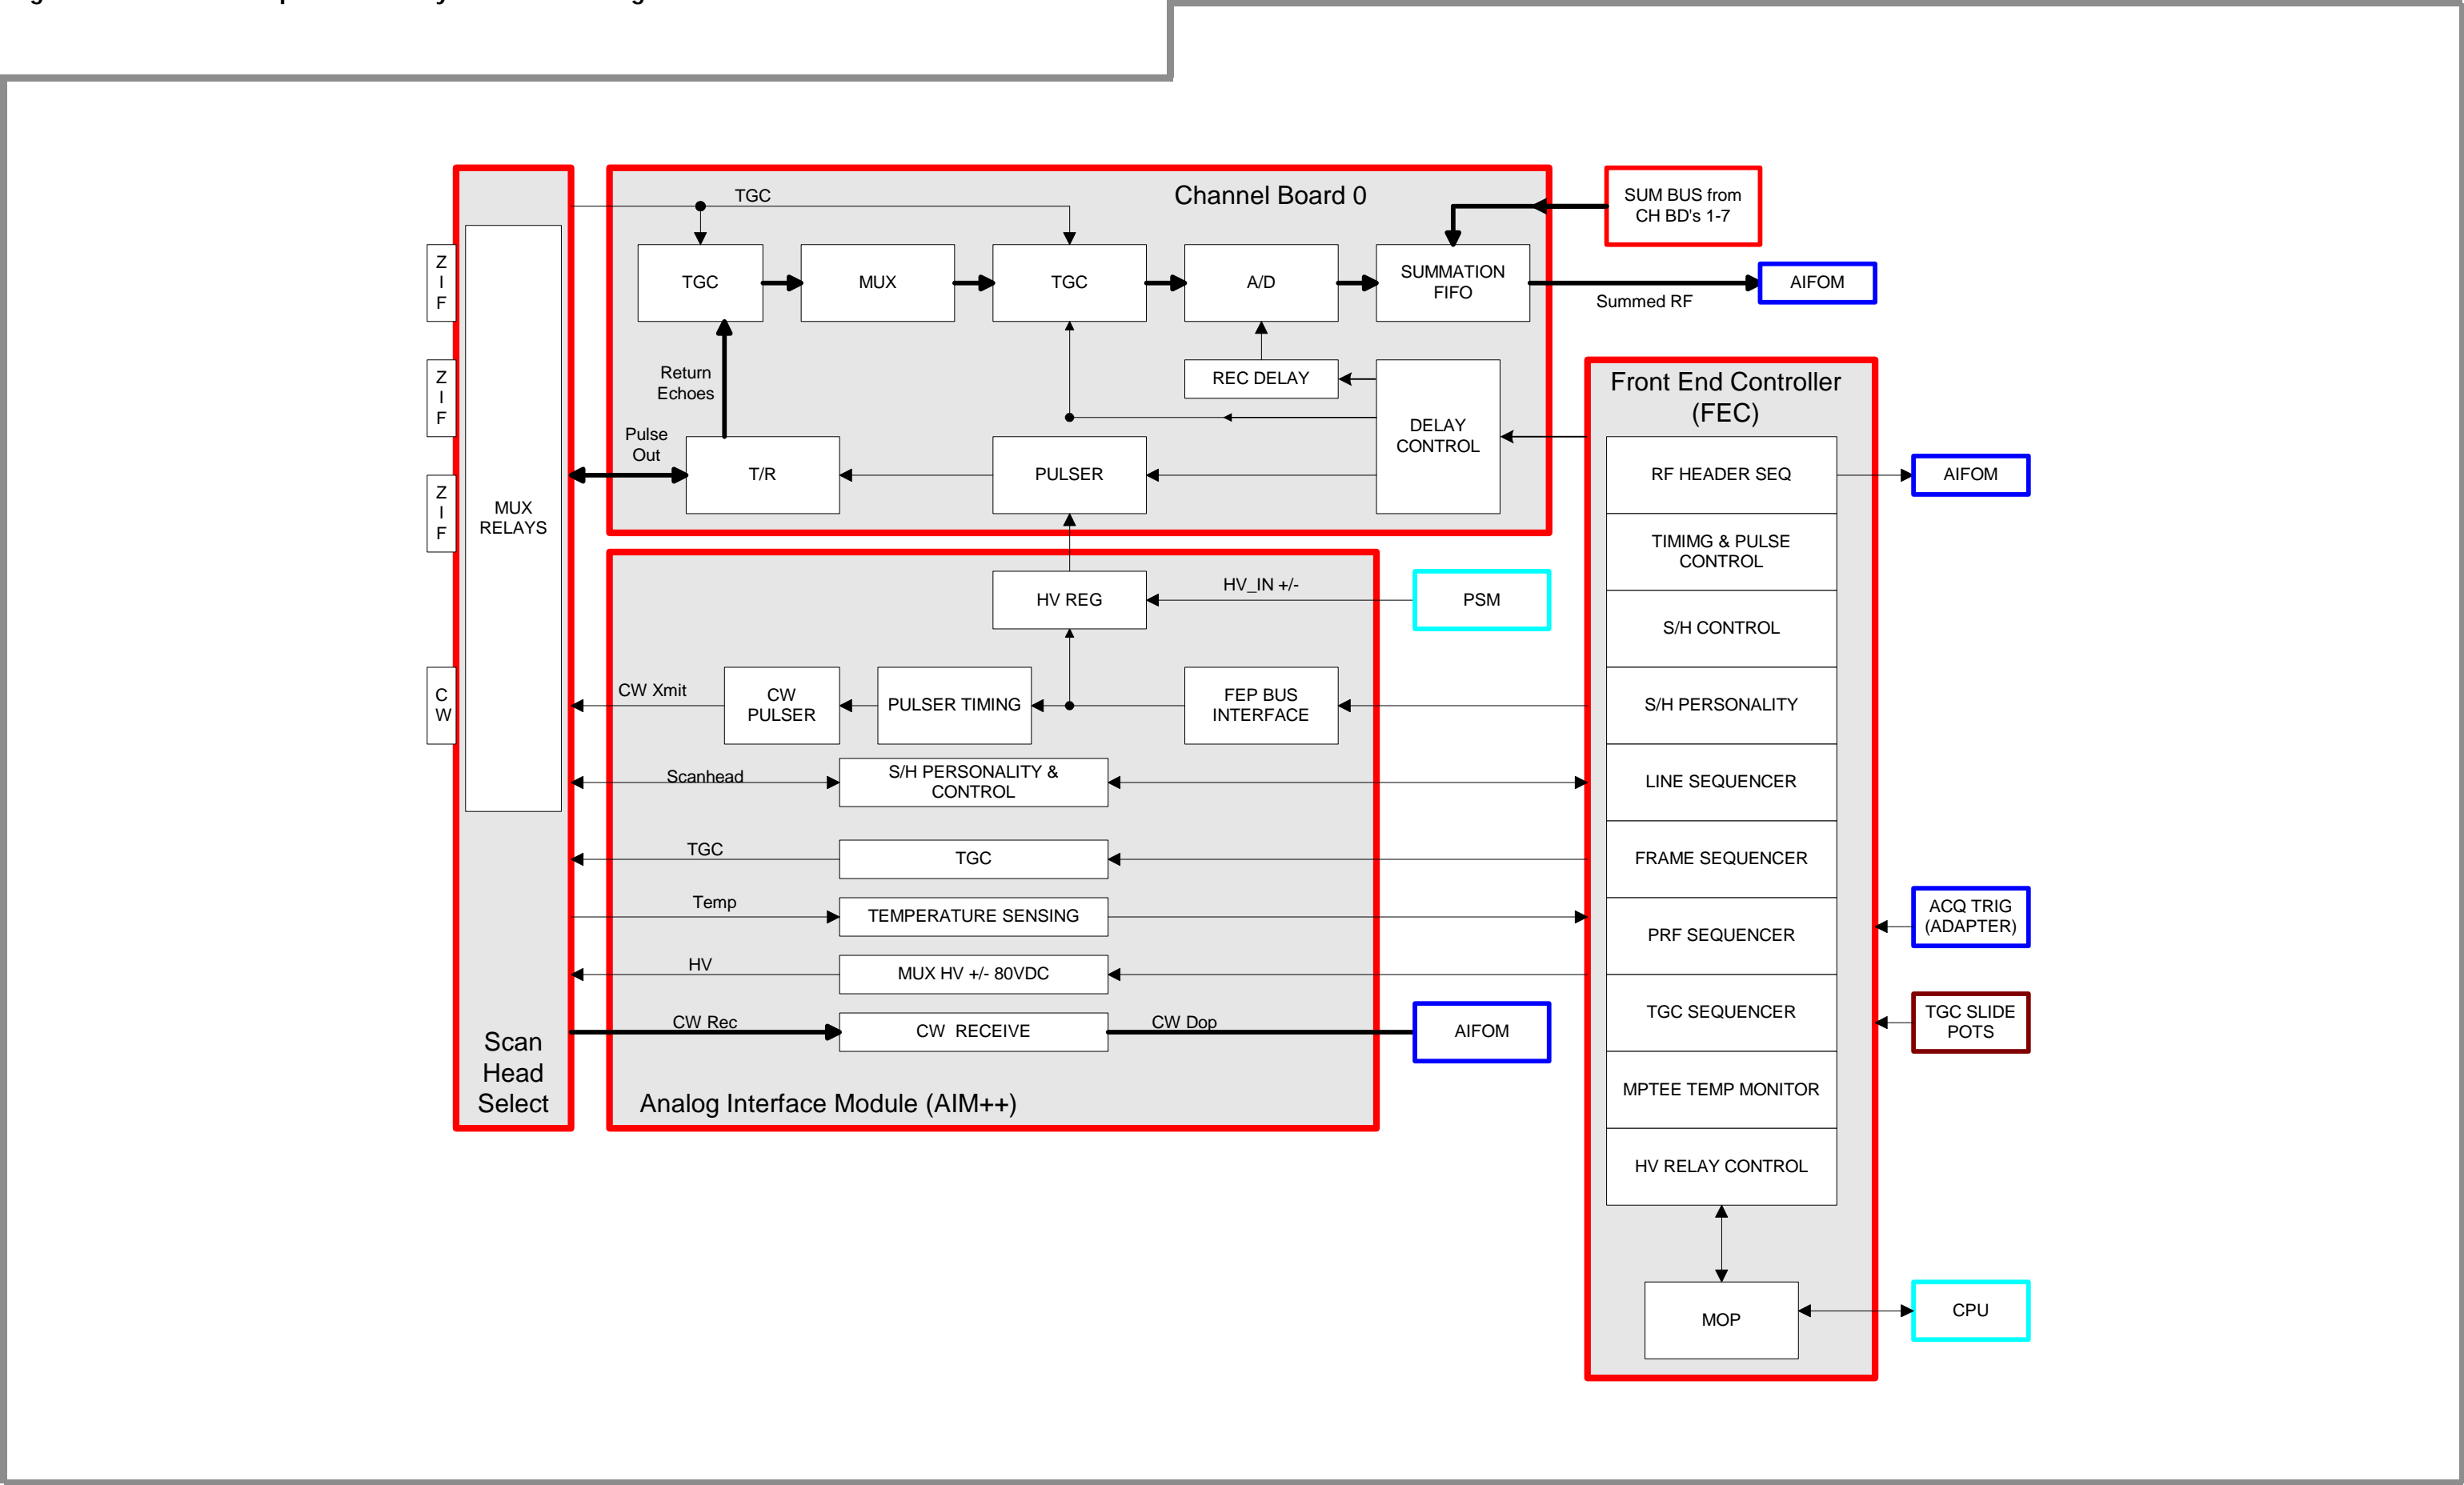 Channel Board 0
TGC
SUM BUS from
CH BD's 1-7
Z
I
F
TGC
MUX
TGC
A/D
SUMMATION
FIFO
AIFOM
Summed RF
Z
I
F
Return
Echoes
REC DELAY
DELAY
CONTROL
Pulse
Out
T/R
PULSER
Z
I
F
MUX
RELAYS
Front End Controller
(FEC)
RF HEADER SEQ
AIFOM
TIMIMG & PULSE
CONTROL
S/H CONTROL
S/H PERSONALITY
LINE SEQUENCER
FRAME SEQUENCER
PRF SEQUENCER
TGC SEQUENCER
MPTEE TEMP MONITOR
HV RELAY CONTROL
MOP
CPU
ACQ TRIG
(ADAPTER)
TGC SLIDE
POTS
HV REG
HV_IN +/-
PSM
C
W
CW Xmit
CW
PULSER
PULSER TIMING
FEP BUS
INTERFACE
Scanhead
S/H PERSONALITY &
CONTROL
TGC
TGC
Temp
TEMPERATURE SENSING
HV
MUX HV +/- 80VDC
CW Rec
CW RECEIVE
CW Dop
AIFOM
Scan
Head
Select
Analog Interface Module (AIM++)